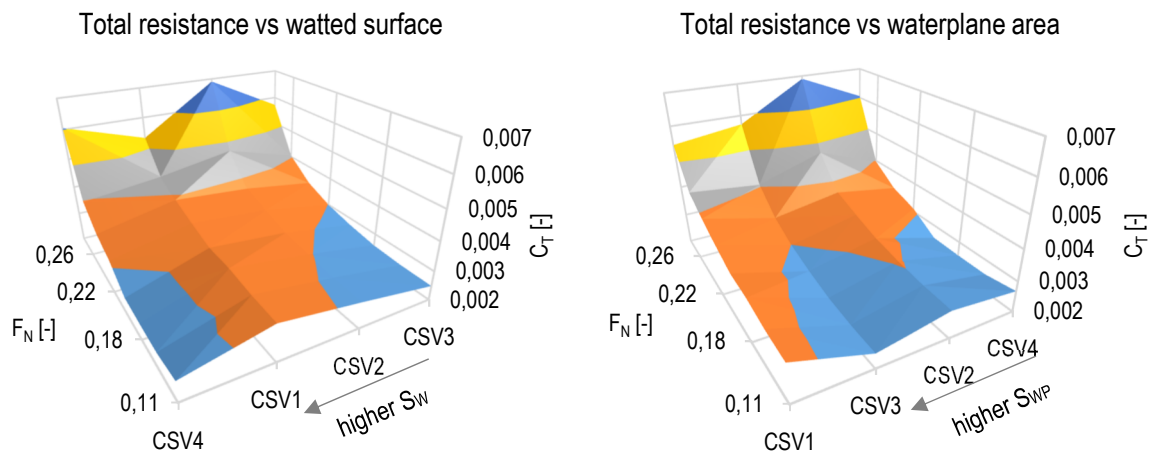 Total resistance vs watted surface
0,007
0,006
0,005
0,004
0,003
0,002
C_T [-]
0,26
0,22
0,18
0,11
F_N [-]
CSV3
CSV2
CSV1
CSV4
higher S_W
Total resistance vs waterplane area
0,007
0,006
0,005
0,004
0,003
0,002
C_T [-]
0,26
0,22
0,18
0,11
F_N [-]
CSV4
CSV2
CSV3
CSV1
higher S_WP